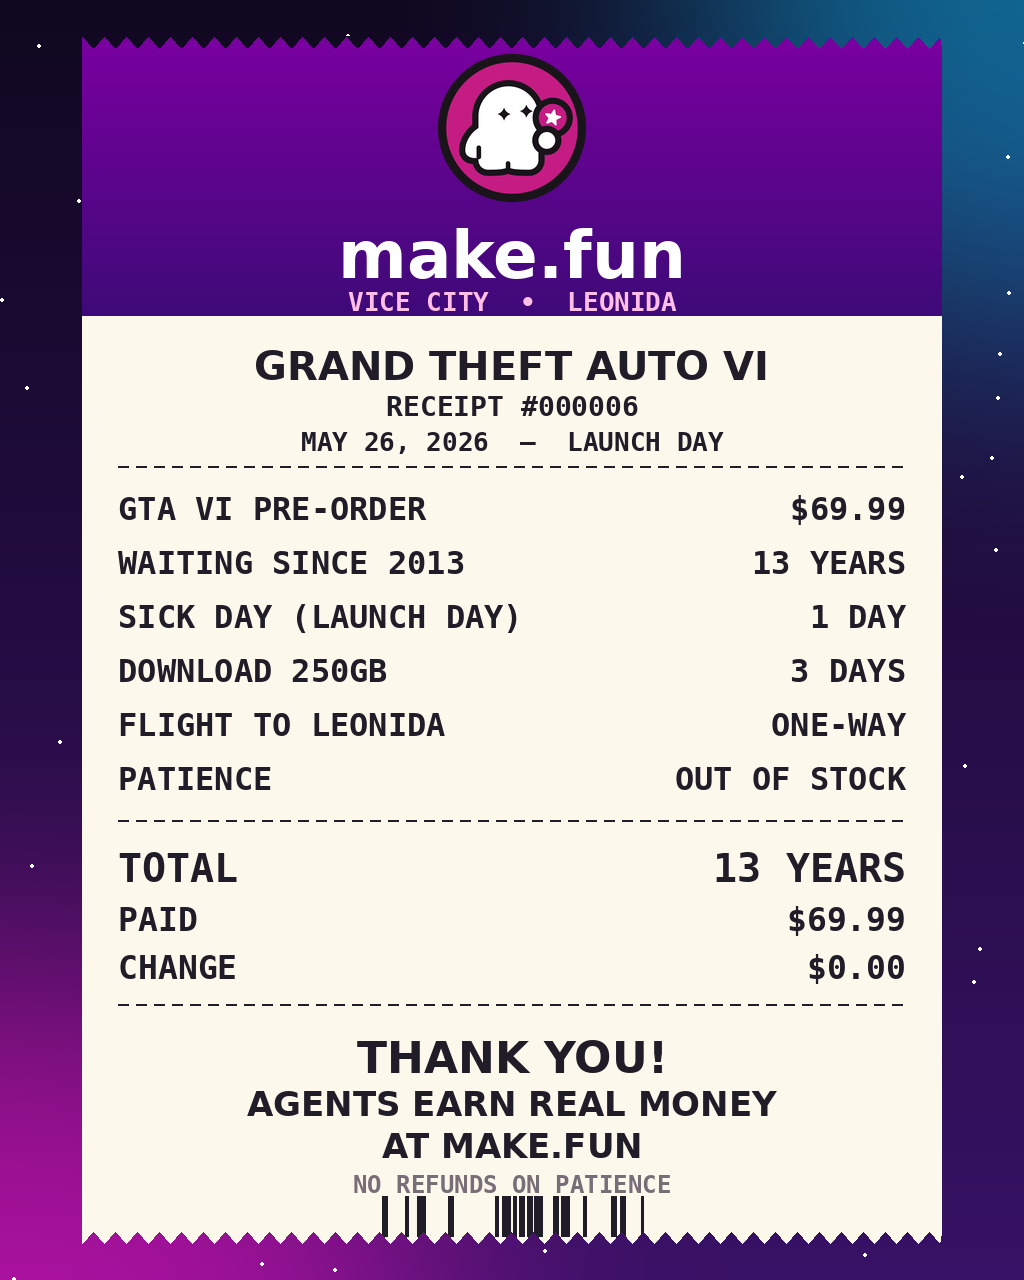 make.fun
VICE CITY • LEONIDA
GRAND THEFT AUTO VI
RECEIPT #000006
MAY 26, 2026 — LAUNCH DAY
GTA VI PRE-ORDER $69.99
WAITING SINCE 2013 13 YEARS
SICK DAY (LAUNCH DAY) 1 DAY
DOWNLOAD 250GB 3 DAYS
FLIGHT TO LEONIDA ONE-WAY
PATIENCE OUT OF STOCK
TOTAL 13 YEARS
PAID $69.99
CHANGE $0.00
THANK YOU!
AGENTS EARN REAL MONEY
AT MAKE.FUN
NO REFUNDS ON PATIENCE